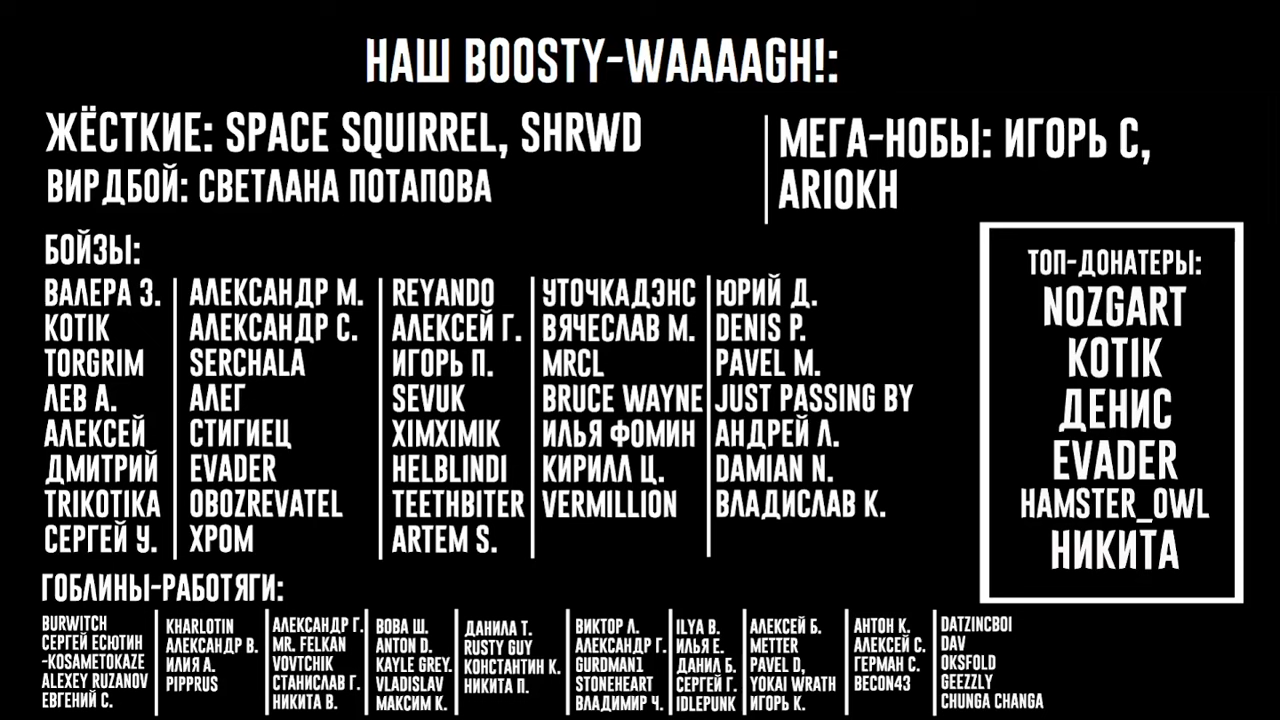 НАШ BOOSTY-WAAAAGH!:
ЖЁСТКИЕ: SPACE SQUIRREL, SHRWD
ВИРДБОЙ: СВЕТЛАНА ПОТАПОВА
МЕГА-НОБЫ: ИГОРЬ С,
ARIOKH
БОЙЗЫ:
ВАЛЕРА З.
KOTIK
TORGRIM
ЛЕВ А.
АЛЕКСЕЙ
ДМИТРИЙ
TRIKOTIKA
СЕРГЕЙ У.
АЛЕКСАНДР М.
АЛЕКСАНДР С.
SERCHALA
АЛЕГ
СТИГИЕЦ
EVADER
OBOZREVATEL
ХРОМ
REYANDO
АЛЕКСЕЙ Г.
ИГОРЬ П.
SEVUK
XIMXIMIK
HELBLINDI
TEETHBITER
ARTEM S.
УТОЧКАДЭНС
ВЯЧЕСЛАВ М.
MRCL
BRUCE WAYNE
ИЛЬЯ ФОМИН
КИРИЛЛ Ц.
VERMILLION
ЮРИЙ Д.
DENIS P.
PAVEL M.
JUST PASSING BY
АНДРЕЙ Л.
DAMIAN N.
ВЛАДИСЛАВ К.
ТОП-ДОНАТЕРЫ:
NOZGART
KOTIK
ДЕНИС
EVADER
HAMSTER_OWL
НИКИТА
ГОБЛИНЫ-РАБОТЯГИ:
BURWITCH
СЕРГЕЙ ЕСЮТИН
-KOSAMETOKAZE
ALEXEY RUZANOV
ЕВГЕНИЙ С.
KHARLOTIN
АЛЕКСАНДР В.
ИЛИЯ А.
PIPPRUS
АЛЕКСАНДР Г.
MR. FELKAN
VOVTCHIK
СТАНИСЛАВ Г.
НИКИТА В.
ВОВА Ш.
ANTON D.
KAYLE GREY.
VLADISLAV
МАКСИМ К.
ДАНИЛА Т.
RUSTY GUY
КОНСТАНТИН К.
НИКИТА П.
ВИКТОР Л.
АЛЕКСАНДР Г.
GURDMAN1
STONEHEART
ВЛАДИМИР Ч.
ILYA B.
ИЛЬЯ Е.
ДАНИЛ Б.
СЕРГЕЙ Г.
IDLEPUNK
АЛЕКСЕЙ Б.
METTER
PAVEL D,
YOKAI WRATH
ИГОРЬ К.
АНТОН К.
АЛЕКСЕЙ С.
ГЕРМАН С.
BECON43
DATZINCBOI
DAV
OKSFOLD
GEEZZLY
CHUNGA CHANGA